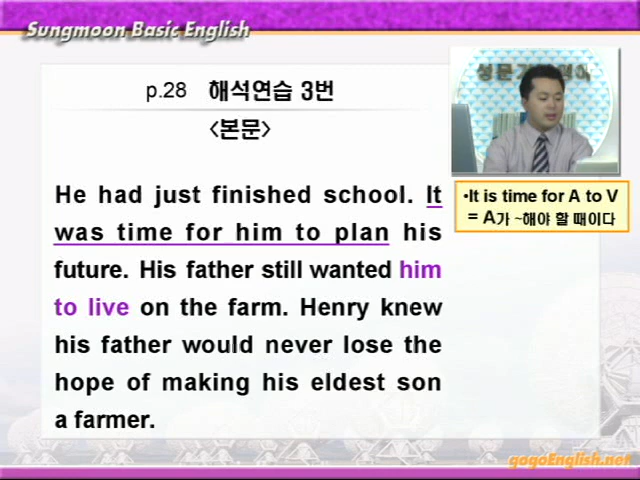 Sungmoon Basic English
p.28 해석연습 3번
<본문>
He had just finished school. It
was time for him to plan his
future. His father still wanted him
to live on the farm. Henry knew
his father would never lose the
hope of making his eldest son
a farmer.
•It is time for A to V
= A가 ~해야 할 때이다
gogoEnglish.net